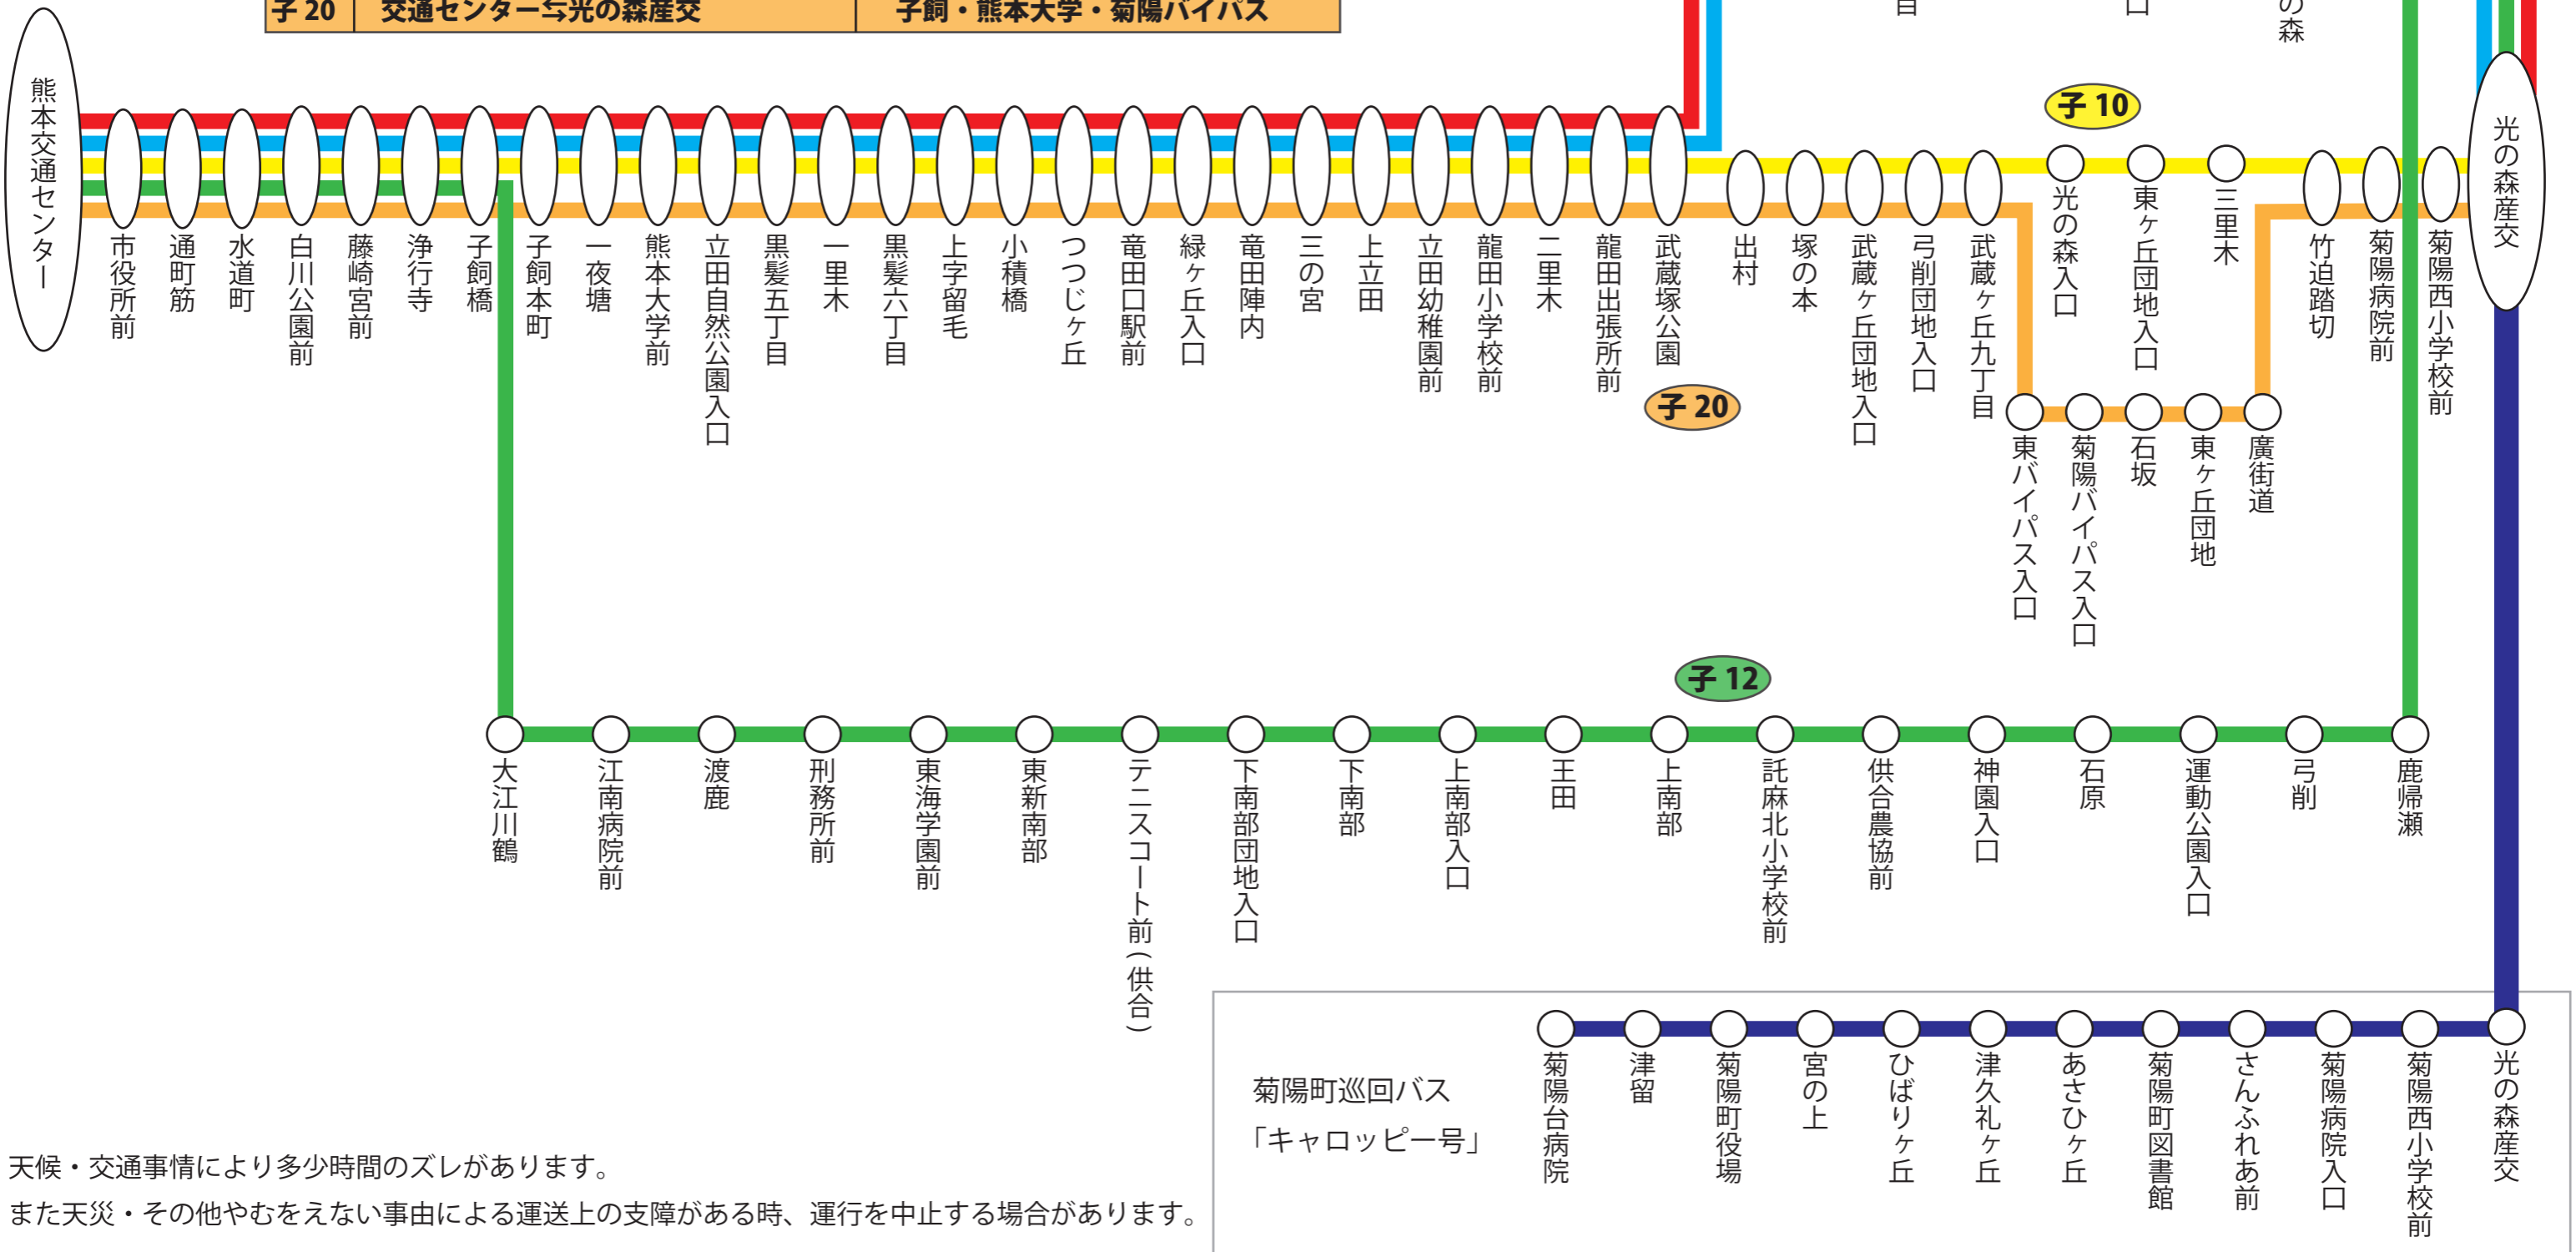 子 20 交通センター⇆光の森産交 子飼・熊本大学・菊陽バイパス
目
口
の森
熊本交通センター
子 10
光の森産交
市役所前
通町筋
水道町
白川公園前
藤崎宮前
浄行寺
子飼橋
子飼本町
一夜塘
熊本大学前
立田自然公園入口
黒髪五丁目
一里木
黒髪六丁目
上字留毛
小積橋
つつじヶ丘
竜田口駅前
緑ヶ丘入口
竜田陣内
三の宮
上立田
立田幼稚園前
龍田小学校前
二里木
龍田出張所前
武蔵塚公園
出村
塚の本
武蔵ヶ丘団地入口
弓削団地入口
武蔵ヶ丘九丁目
光の森入口
東ヶ丘団地入口
三里木
竹迫踏切
菊陽病院前
菊陽西小学校前
子 20
東バイパス入口
菊陽バイパス入口
石坂
東ヶ丘団地
廣街道
子 12
大江川鶴
江南病院前
渡鹿
刑務所前
東海学園前
東新南部
テニスコート前(供合)
下南部団地入口
下南部
上南部入口
王田
上南部
託麻北小学校前
供合農協前
神園入口
石原
運動公園入口
弓削
鹿帰瀬
菊陽町巡回バス
「キャロッピー号」
菊陽台病院
津留
菊陽町役場
宮の上
ひばりヶ丘
津久礼ヶ丘
あさひヶ丘
菊陽町図書館
さんふれあ前
菊陽病院入口
菊陽西小学校前
光の森産交
天候・交通事情により多少時間のズレがあります。
また天災・その他やむをえない事由による運送上の支障がある時、運行を中止する場合があります。